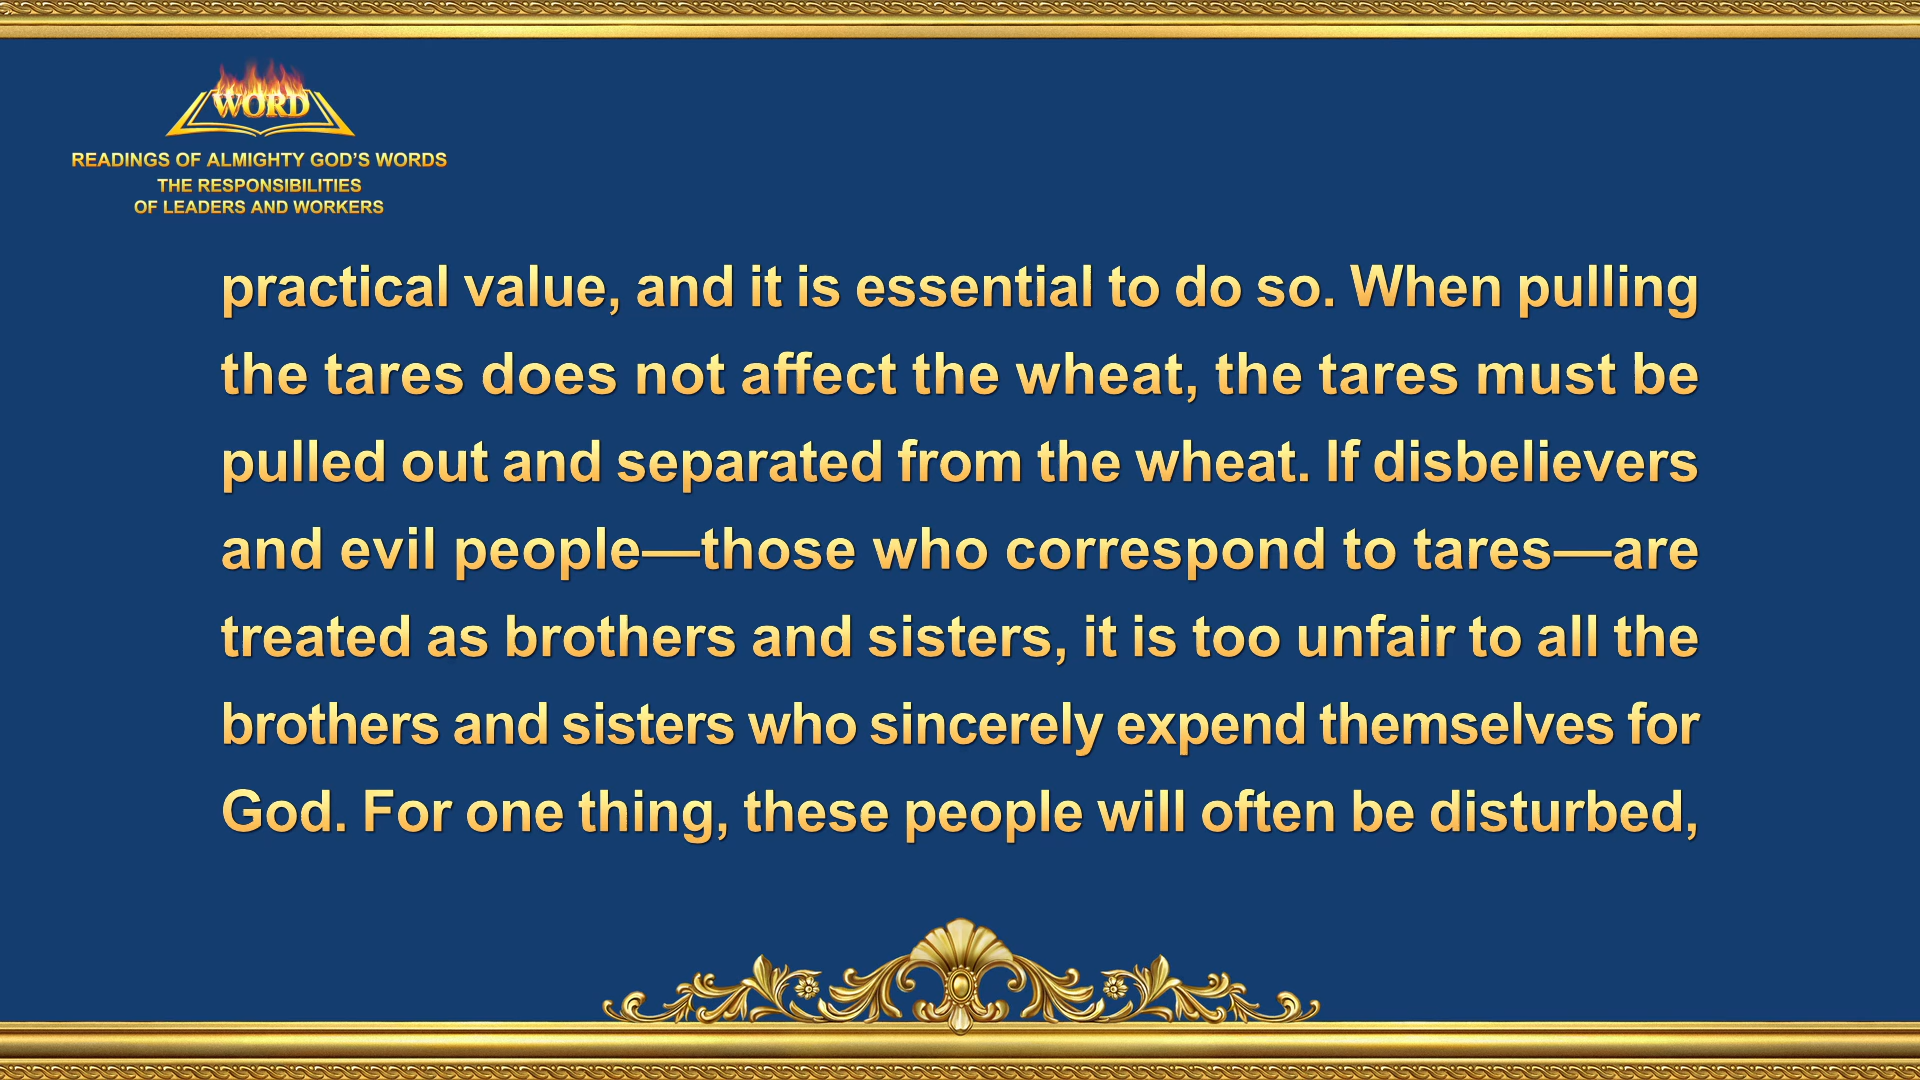 WORD
READINGS OF ALMIGHTY GOD’S WORDS
THE RESPONSIBILITIES
OF LEADERS AND WORKERS
practical value, and it is essential to do so. When pulling
the tares does not affect the wheat, the tares must be
pulled out and separated from the wheat. If disbelievers
and evil people—those who correspond to tares—are
treated as brothers and sisters, it is too unfair to all the
brothers and sisters who sincerely expend themselves for
God. For one thing, these people will often be disturbed,